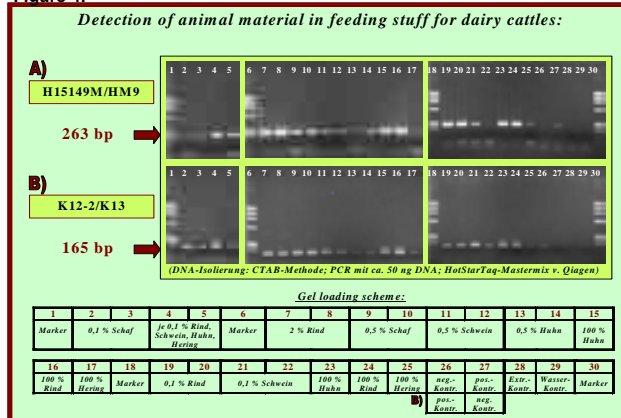 Figure 4:
Detection of animal material in feeding stuff for dairy cattles:
A)
H15149M/HM9
263 bp
1 2 3 4 5 6 7 8 9 10 11 12 13 14 15 16 17 18 19 20 21 22 23 24 25 26 27 28 29 30
B)
K12-2/K13
165 bp
1 2 3 4 5 6 7 8 9 10 11 12 13 14 15 16 17 18 19 20 21 22 23 24 25 26 27 28 29 30
(DNA-Isolierung: CTAB-Methode; PCR mit ca. 50 ng DNA; HotStarTaq-Mastermix v. Qiagen)
Gel loading scheme:
1 2 3 4 5 6 7 8 9 10 11 12 13 14 15
Marker 0,1 % Schaf je 0,1 % Rind, Schwein, Huhn, Hering Marker 2 % Rind 0,5 % Schaf 0,5 % Schwein 0,5 % Huhn 100 % Huhn
16 17 18 19 20 21 22 23 24 25 26 27 28 29 30
100 % Rind 100 % Hering Marker 0,1 % Rind 0,1 % Schwein 100 % Huhn 100 % Rind 100 % Hering neg.-Kontr. pos.-Kontr. Extr.-Kontr. Wasser-Kontr. Marker
B) pos.-Kontr. neg.Kontr.